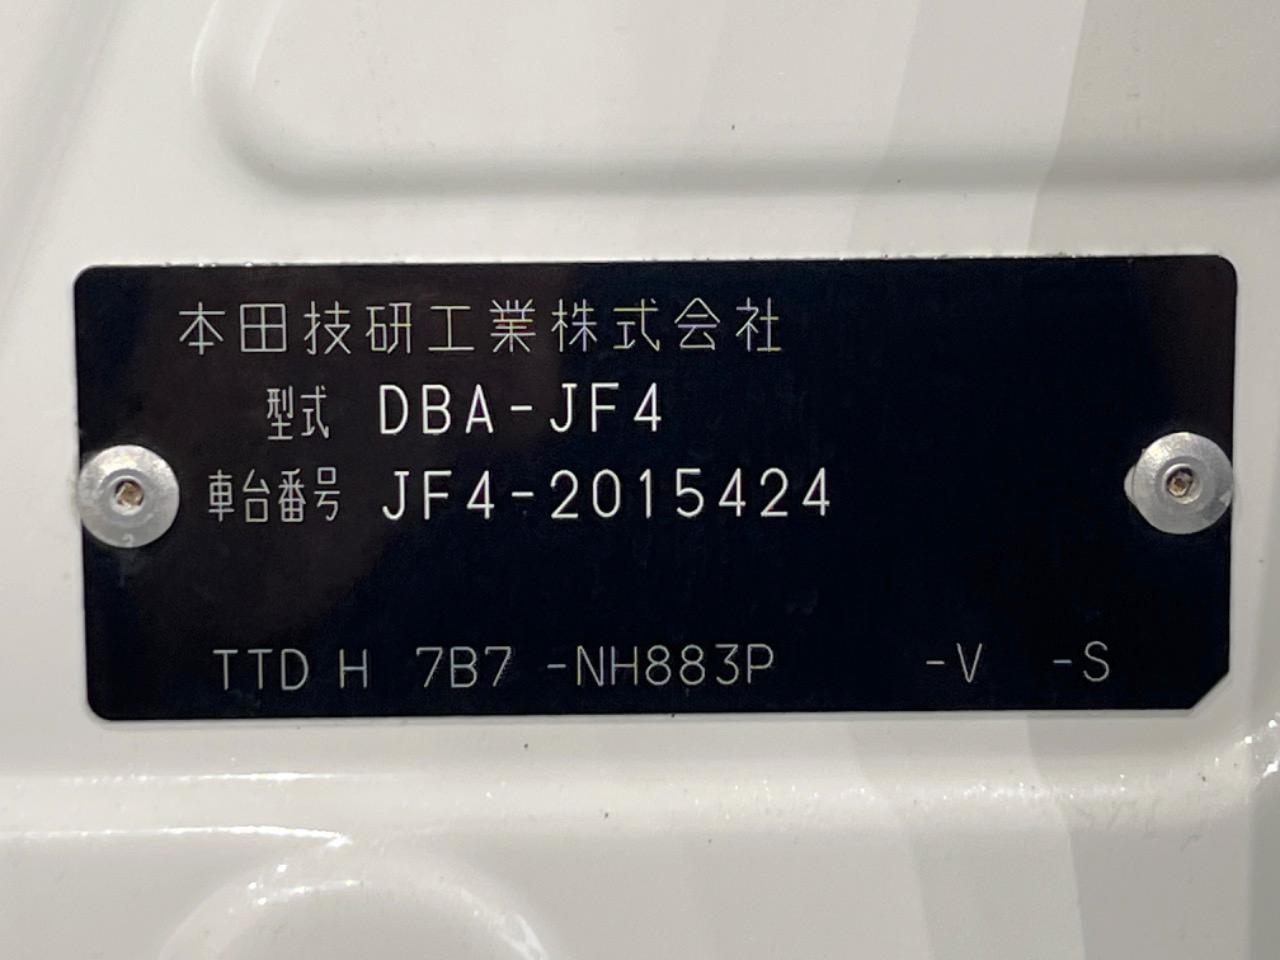 本田技研工業株式会社
型式 DBA-JF4
車台番号 JF4-2015424
TTD H 7B7 -NH883P -V -S